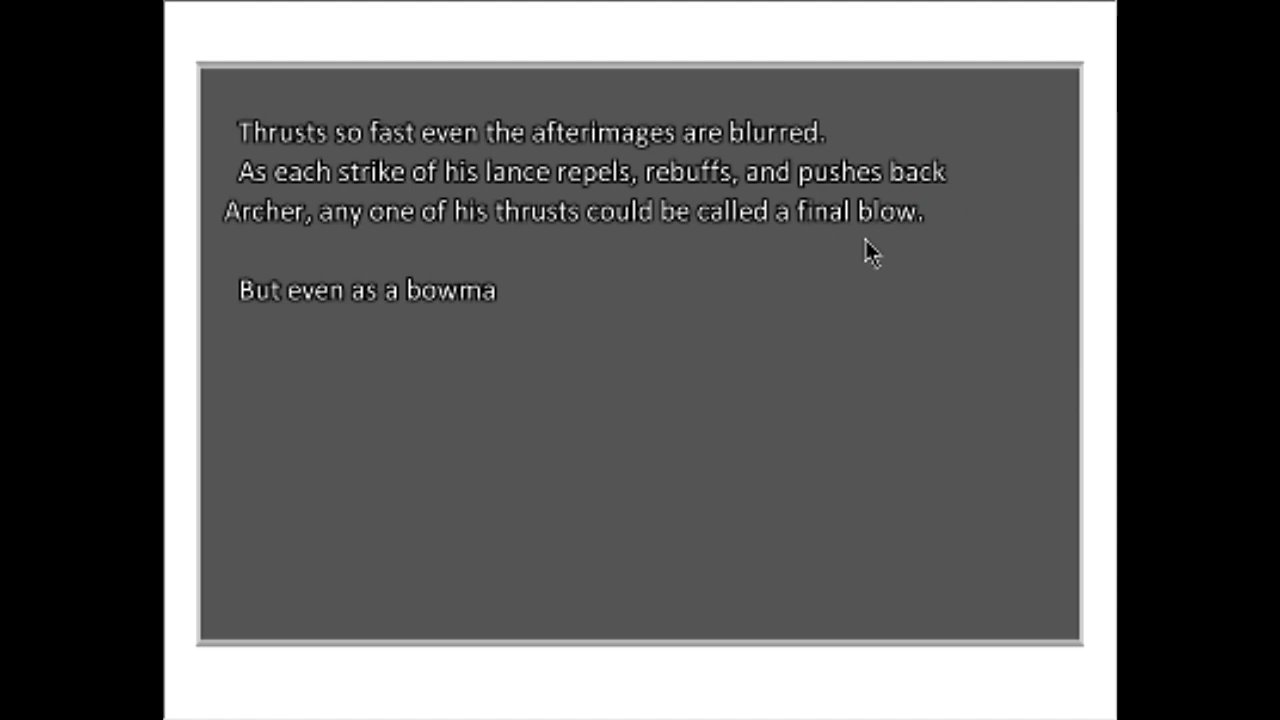 Thrusts so fast even the afterimages are blurred.
As each strike of his lance repels, rebuffs, and pushes back
Archer, any one of his thrusts could be called a final blow.
But even as a bowma